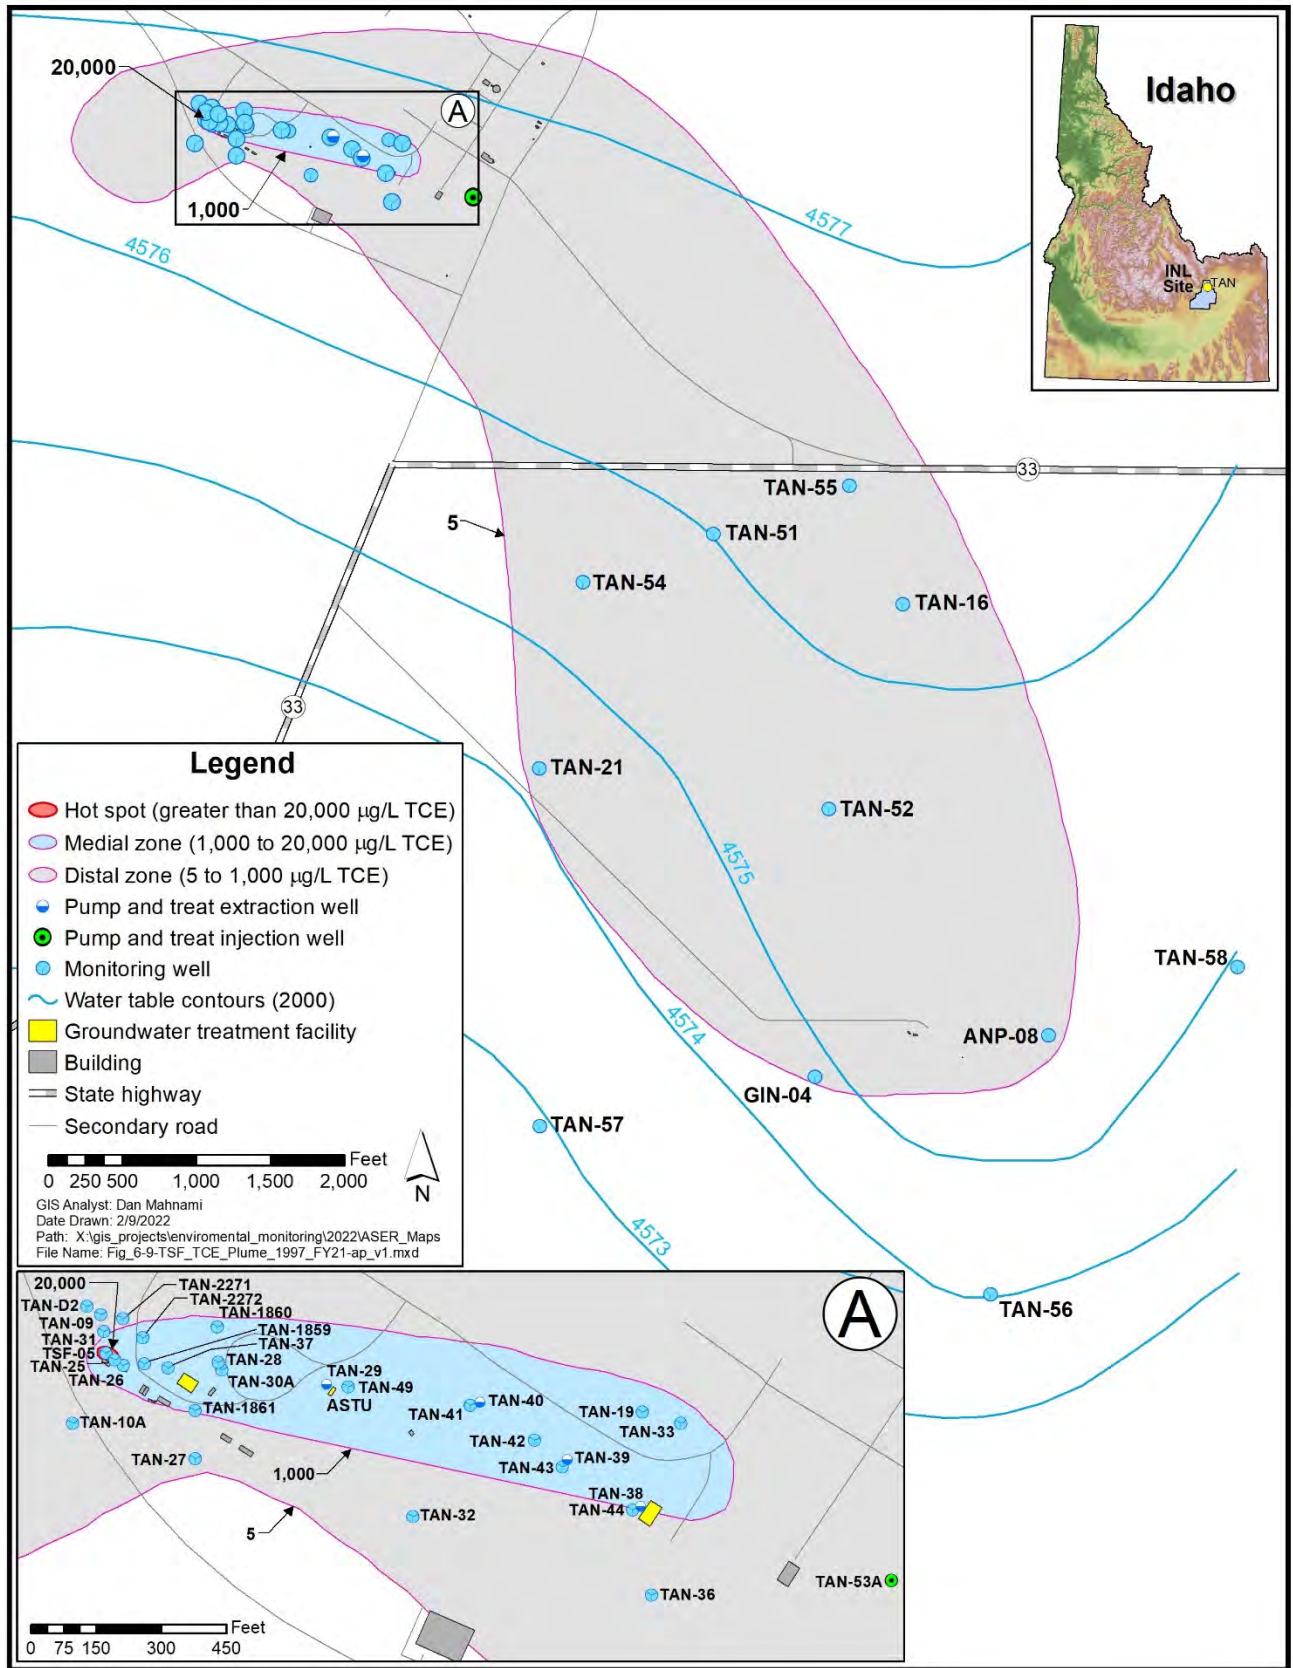 20,000
A
1,000
4577
4576
Idaho
INL
Site
TAN
33
TAN-55
5
TAN-51
TAN-54
TAN-16
33
TAN-21
TAN-52
4575
TAN-58
4574
ANP-08
GIN-04
TAN-57
4573
TAN-56
Legend
Hot spot (greater than 20,000 µg/L TCE)
Medial zone (1,000 to 20,000 µg/L TCE)
Distal zone (5 to 1,000 µg/L TCE)
Pump and treat extraction well
Pump and treat injection well
Monitoring well
Water table contours (2000)
Groundwater treatment facility
Building
State highway
Secondary road
Feet
0 250 500 1,000 1,500 2,000
N
GIS Analyst: Dan Mahnami
Date Drawn: 2/9/2022
Path: X:\gis_projects\enviromental_monitoring\2022\ASER_Maps
File Name: Fig_6-9-TSF_TCE_Plume_1997_FY21-ap_v1.mxd
20,000
TAN-2271
TAN-D2
TAN-2272
TAN-09
TAN-1860
TAN-31
TAN-1859
TSF-05
TAN-37
TAN-25
TAN-28
TAN-26
TAN-30A
TAN-29
TAN-49
ASTU
TAN-40
TAN-41
TAN-19
TAN-33
TAN-1861
TAN-10A
TAN-42
TAN-27
TAN-39
TAN-43
1,000
TAN-38
TAN-44
TAN-32
5
TAN-53A
TAN-36
A
Feet
0 75 150 300 450